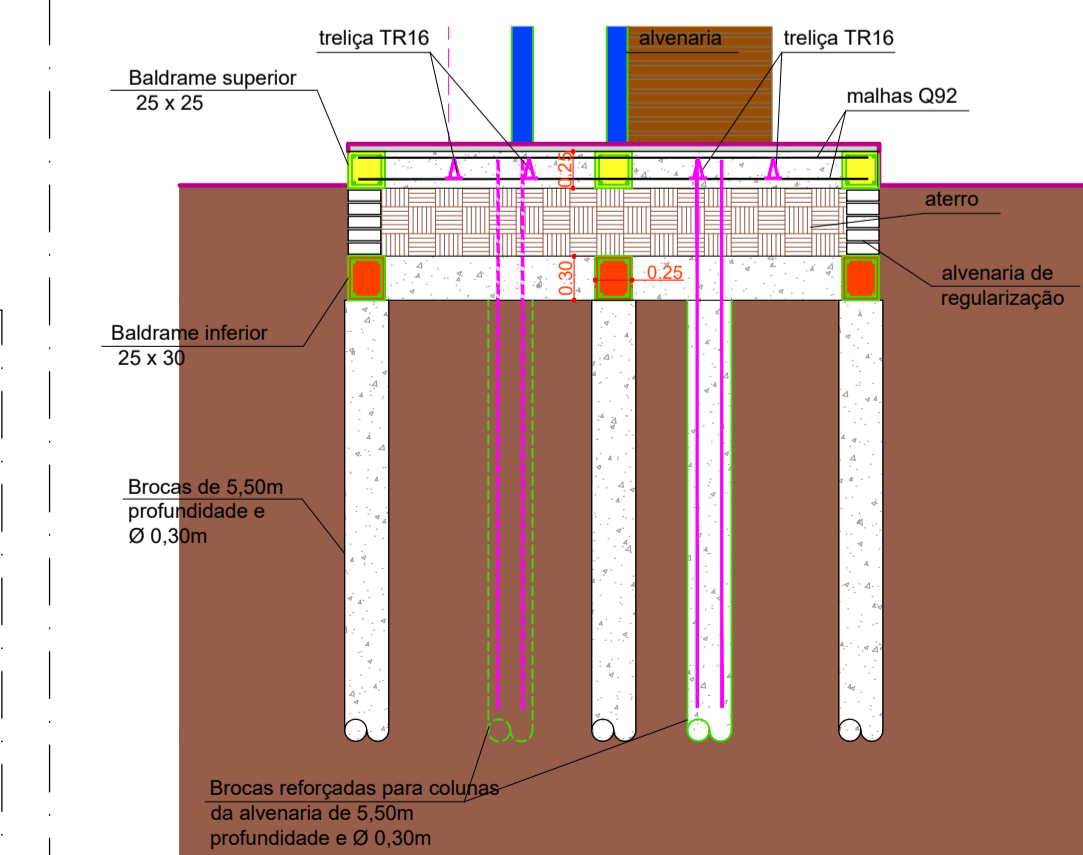 treliça TR16
alvenaria
treliça TR16
Baldrame superior
25 x 25
malhas Q92
0.25
aterro
0.30
0.25
alvenaria de
regularização
Baldrame inferior
25 x 30
Brocas de 5,50m
profundidade e
Ø 0,30m
Brocas reforçadas para colunas
da alvenaria de 5,50m
profundidade e Ø 0,30m